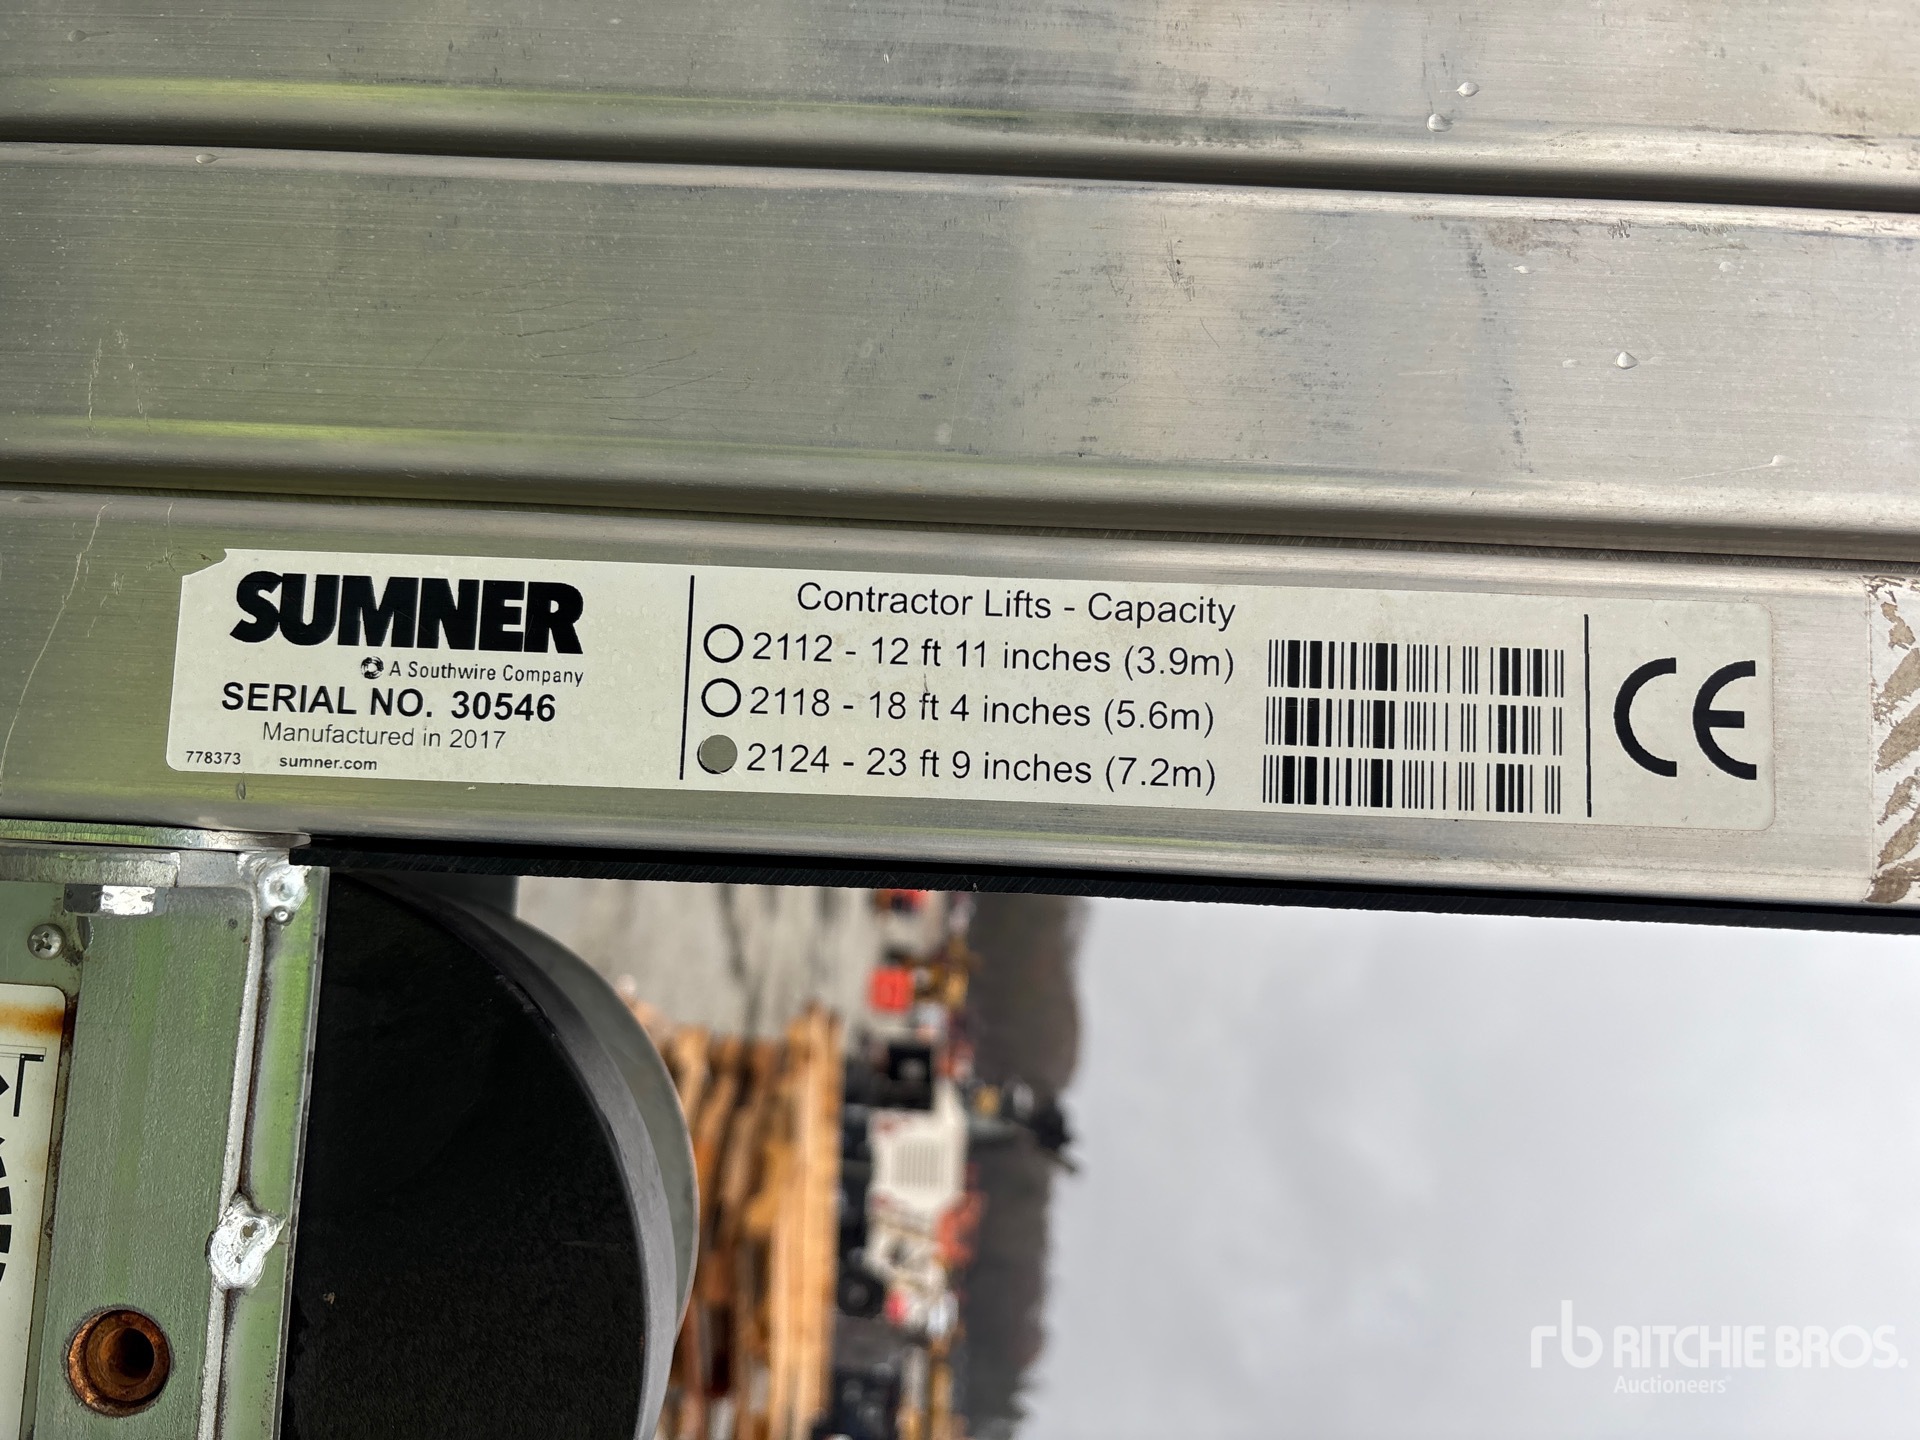 SUMNER
A Southwire Company
SERIAL NO. 30546
Manufactured in 2017
778373 sumner.com
Contractor Lifts - Capacity
2112 - 12 ft 11 inches (3.9m)
2118 - 18 ft 4 inches (5.6m)
2124 - 23 ft 9 inches (7.2m)
CE
rb RITCHIE BROS.
Auctioneers